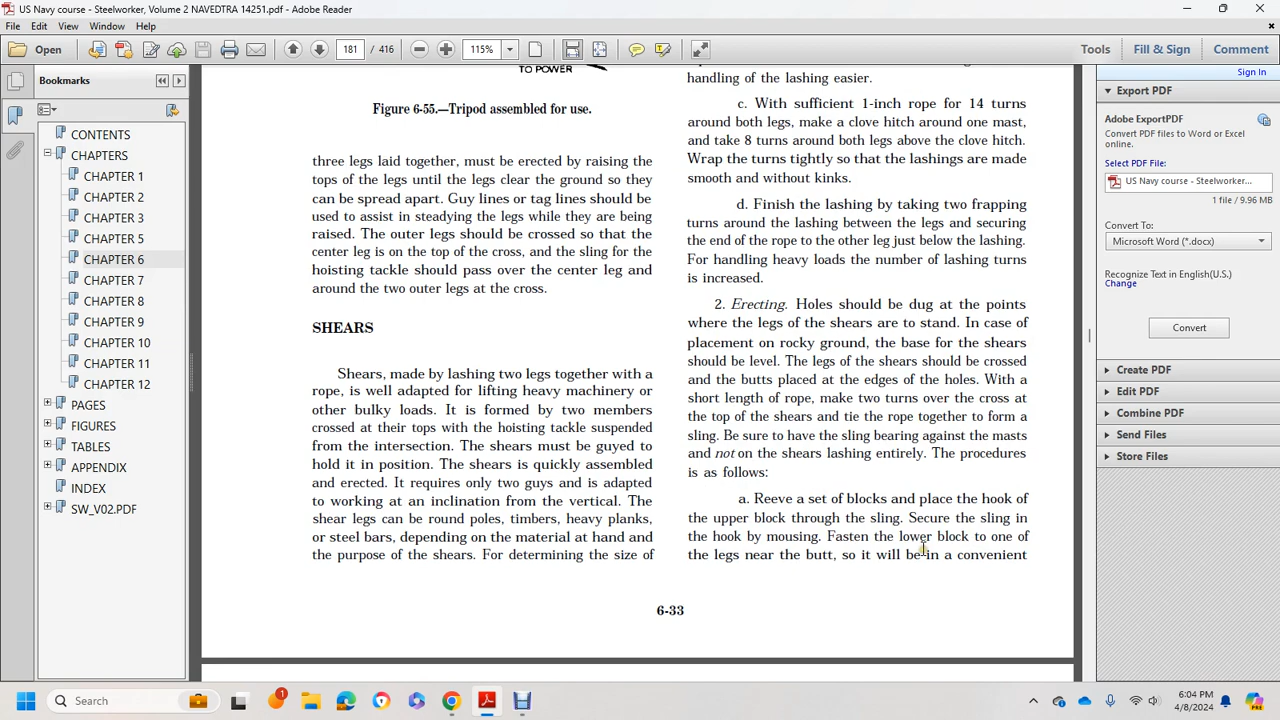 US Navy course - Steelworker, Volume 2 NAVEDTRA 14251.pdf - Adobe Reader
File Edit View Window Help
Open
181 / 416
115%
Tools
Fill & Sign
Comment
Bookmarks
CONTENTS
CHAPTERS
CHAPTER 1
CHAPTER 2
CHAPTER 3
CHAPTER 5
CHAPTER 6
CHAPTER 7
CHAPTER 8
CHAPTER 9
CHAPTER 10
CHAPTER 11
CHAPTER 12
PAGES
FIGURES
TABLES
APPENDIX
INDEX
SW_V02.PDF
TO POWER
Figure 6-55.—Tripod assembled for use.
three legs laid together, must be erected by raising the
tops of the legs until the legs clear the ground so they
can be spread apart. Guy lines or tag lines should be
used to assist in steadying the legs while they are being
raised. The outer legs should be crossed so that the
center leg is on the top of the cross, and the sling for the
hoisting tackle should pass over the center leg and
around the two outer legs at the cross.
SHEARS
Shears, made by lashing two legs together with a
rope, is well adapted for lifting heavy machinery or
other bulky loads. It is formed by two members
crossed at their tops with the hoisting tackle suspended
from the intersection. The shears must be guyed to
hold it in position. The shears is quickly assembled
and erected. It requires only two guys and is adapted
to working at an inclination from the vertical. The
shear legs can be round poles, timbers, heavy planks,
or steel bars, depending on the material at hand and
the purpose of the shears. For determining the size of
handling of the lashing easier.
c. With sufficient 1-inch rope for 14 turns
around both legs, make a clove hitch around one mast,
and take 8 turns around both legs above the clove hitch.
Wrap the turns tightly so that the lashings are made
smooth and without kinks.
d. Finish the lashing by taking two frapping
turns around the lashing between the legs and securing
the end of the rope to the other leg just below the lashing.
For handling heavy loads the number of lashing turns
is increased.
2. Erecting. Holes should be dug at the points
where the legs of the shears are to stand. In case of
placement on rocky ground, the base for the shears
should be level. The legs of the shears should be crossed
and the butts placed at the edges of the holes. With a
short length of rope, make two turns over the cross at
the top of the shears and tie the rope together to form a
sling. Be sure to have the sling bearing against the masts
and not on the shears lashing entirely. The procedures
is as follows:
a. Reeve a set of blocks and place the hook of
the upper block through the sling. Secure the sling in
the hook by mousing. Fasten the lower block to one of
the legs near the butt, so it will be in a convenient
6-33
Sign In
Export PDF
Adobe ExportPDF
Convert PDF files to Word or Excel
online.
Select PDF File:
US Navy course - Steelworker...
1 file / 9.96 MB
Convert To:
Microsoft Word (*.docx)
Recognize Text in English(U.S.)
Change
Convert
Create PDF
Edit PDF
Combine PDF
Send Files
Store Files
Search
1
6:04 PM
4/8/2024